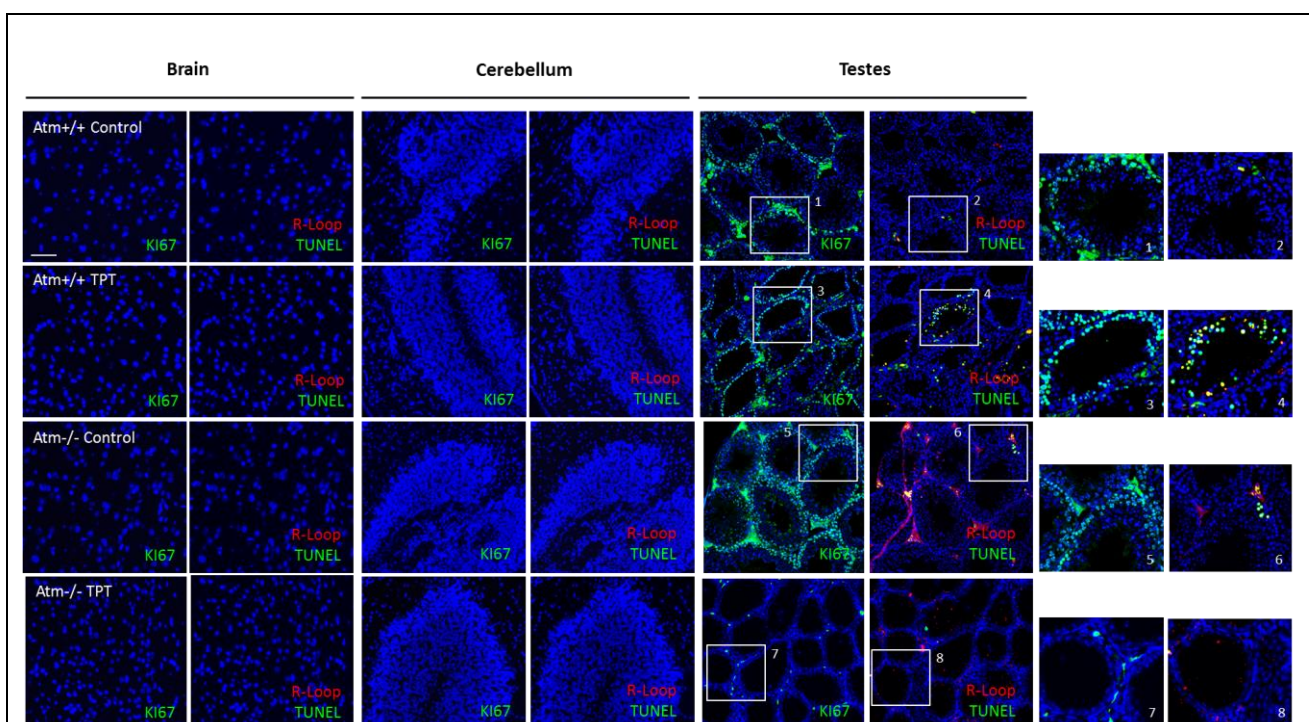 Brain Cerebellum Testes
Atm+/+ Control
KI67
R-Loop
TUNEL
KI67
R-Loop
TUNEL
1
KI67
2
R-Loop
TUNEL
1
2
Atm+/+ TPT
KI67
R-Loop
TUNEL
KI67
R-Loop
TUNEL
3
KI67
4
R-Loop
TUNEL
3
4
Atm-/- Control
KI67
R-Loop
TUNEL
KI67
R-Loop
TUNEL
5
KI67
6
R-Loop
TUNEL
5
6
Atm-/- TPT
KI67
R-Loop
TUNEL
KI67
R-Loop
TUNEL
7
KI67
8
R-Loop
TUNEL
7
8